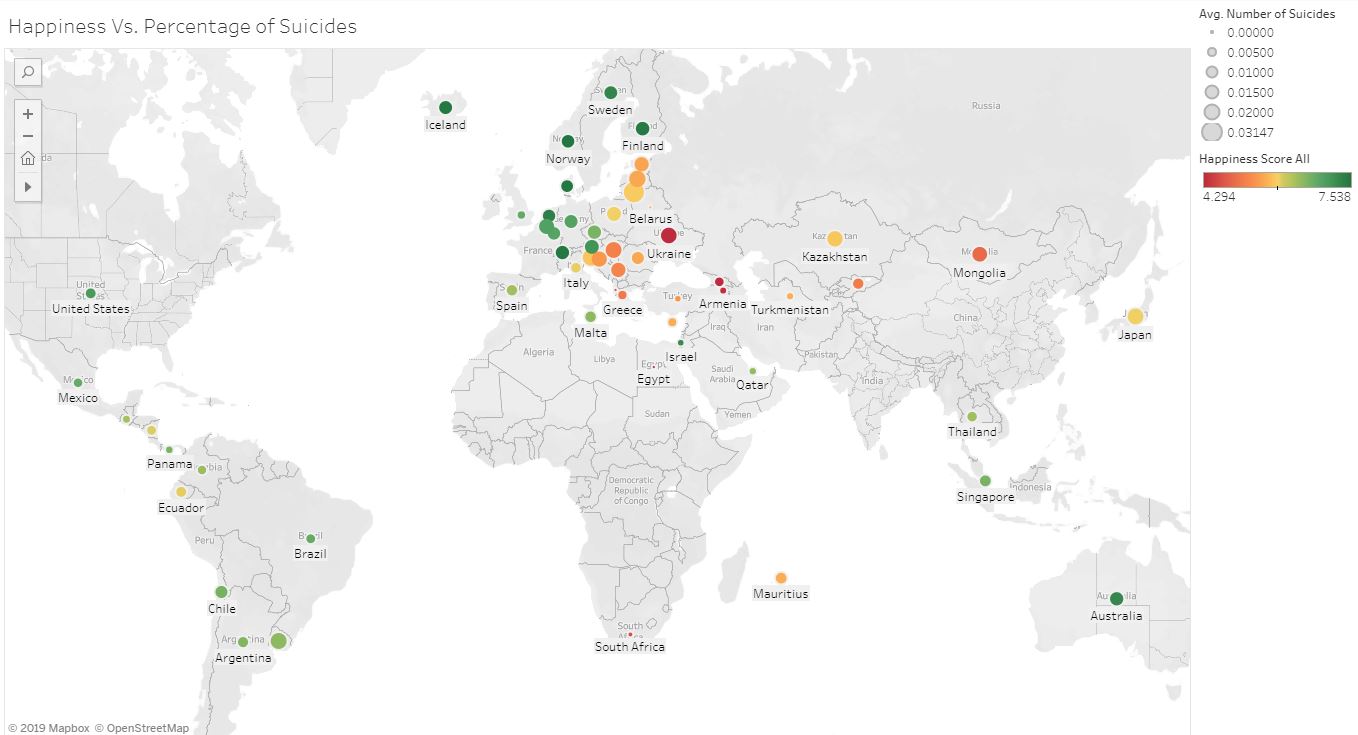 Happiness Vs. Percentage of Suicides
Avg. Number of Suicides
0.00000
0.00500
0.01000
0.01500
0.02000
0.03147
Happiness Score All
4.294 7.538
Russia
Iceland
Sweden
Finland
Norway
Belarus
Ukraine
France
Kazakhstan
Mongolia
Italy
Spain
Greece
Turkey
Armenia
Turkmenistan
Malta
Japan
United
United States
China
Iraq
Iran
Algeria
Libya
Israel
Egypt
Egypt
Saudi
Arabia
Qatar
Pakistan
India
Mexico
Sudan
Yemen
Thailand
Panama
Ecuador
Democratic
Republic
of Congo
Singapore
Indonesia
Peru
Brazil
Chile
Mauritius
Australia
South
South Africa
Argentina
© 2019 Mapbox © OpenStreetMap